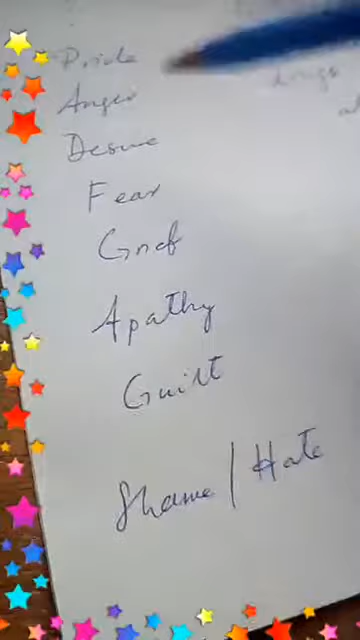 Pride
Anger
Desire
Fear
Grief
Apathy
Guilt
Shame / Hate